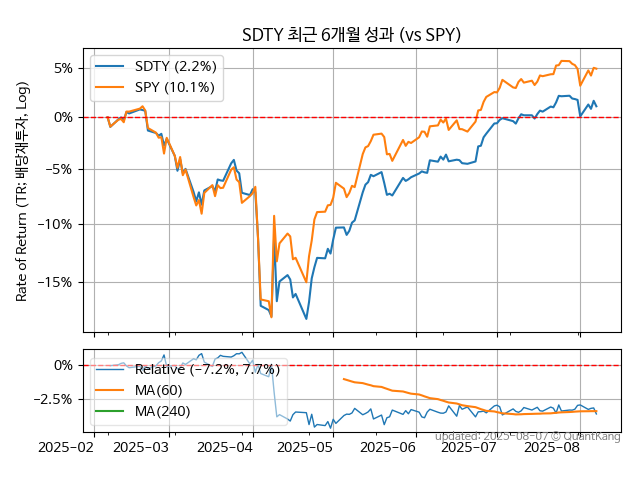 SDTY 최근 6개월 성과 (vs SPY)
SDTY (2.2%)
SPY (10.1%)
Rate of Return (TR: 배당재투자, Log)
5%
0%
−5%
−10%
−15%
0%
−2.5%
Relative (−7.2%, 7.7%)
MA(60)
MA(240)
2025−02 2025−03 2025−04 2025−05 2025−06 2025−07 2025−08
updated: 2025-08-07 © QuantKang